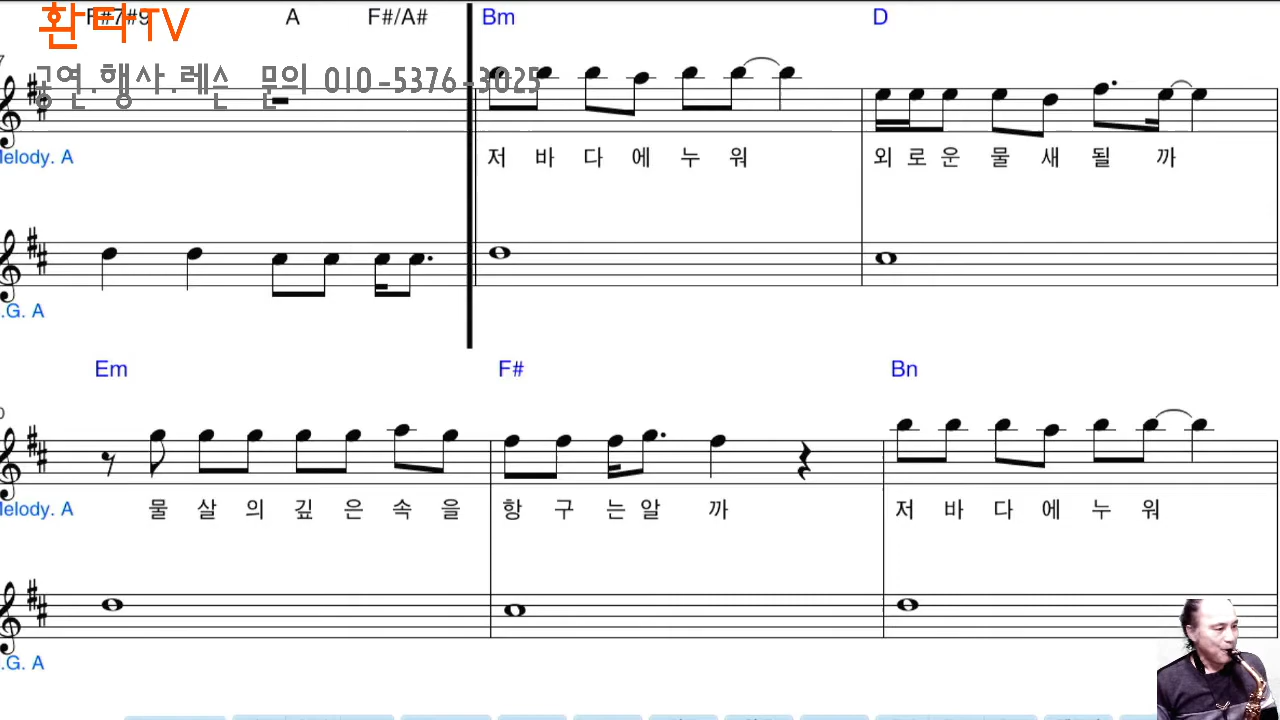 F#7#9 A F#/A# Bm D
환타TV
공연.행사.레슨 문의 010-5376-3025
7
Melody. A
저 바 다 에 누 워 외 로 운 물 새 될 까
.G. A
Em F# Bn
0
Melody. A
물 살 의 깊 은 속 을 항 구 는 알 까 저 바 다 에 누 워
.G. A